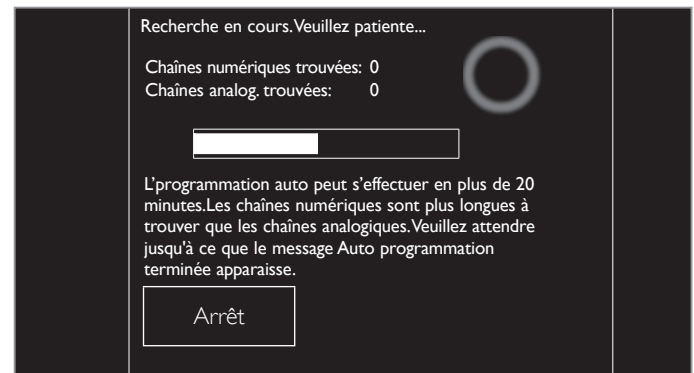 Recherche en cours.Veuillez patiente...
Chaînes numériques trouvées: 0
Chaînes analog. trouvées: 0
L'programmation auto peut s'effectuer en plus de 20
minutes.Les chaînes numériques sont plus longues à
trouver que les chaînes analogiques.Veuillez attendre
jusqu'à ce que le message Auto programmation
terminée apparaisse.
Arrêt